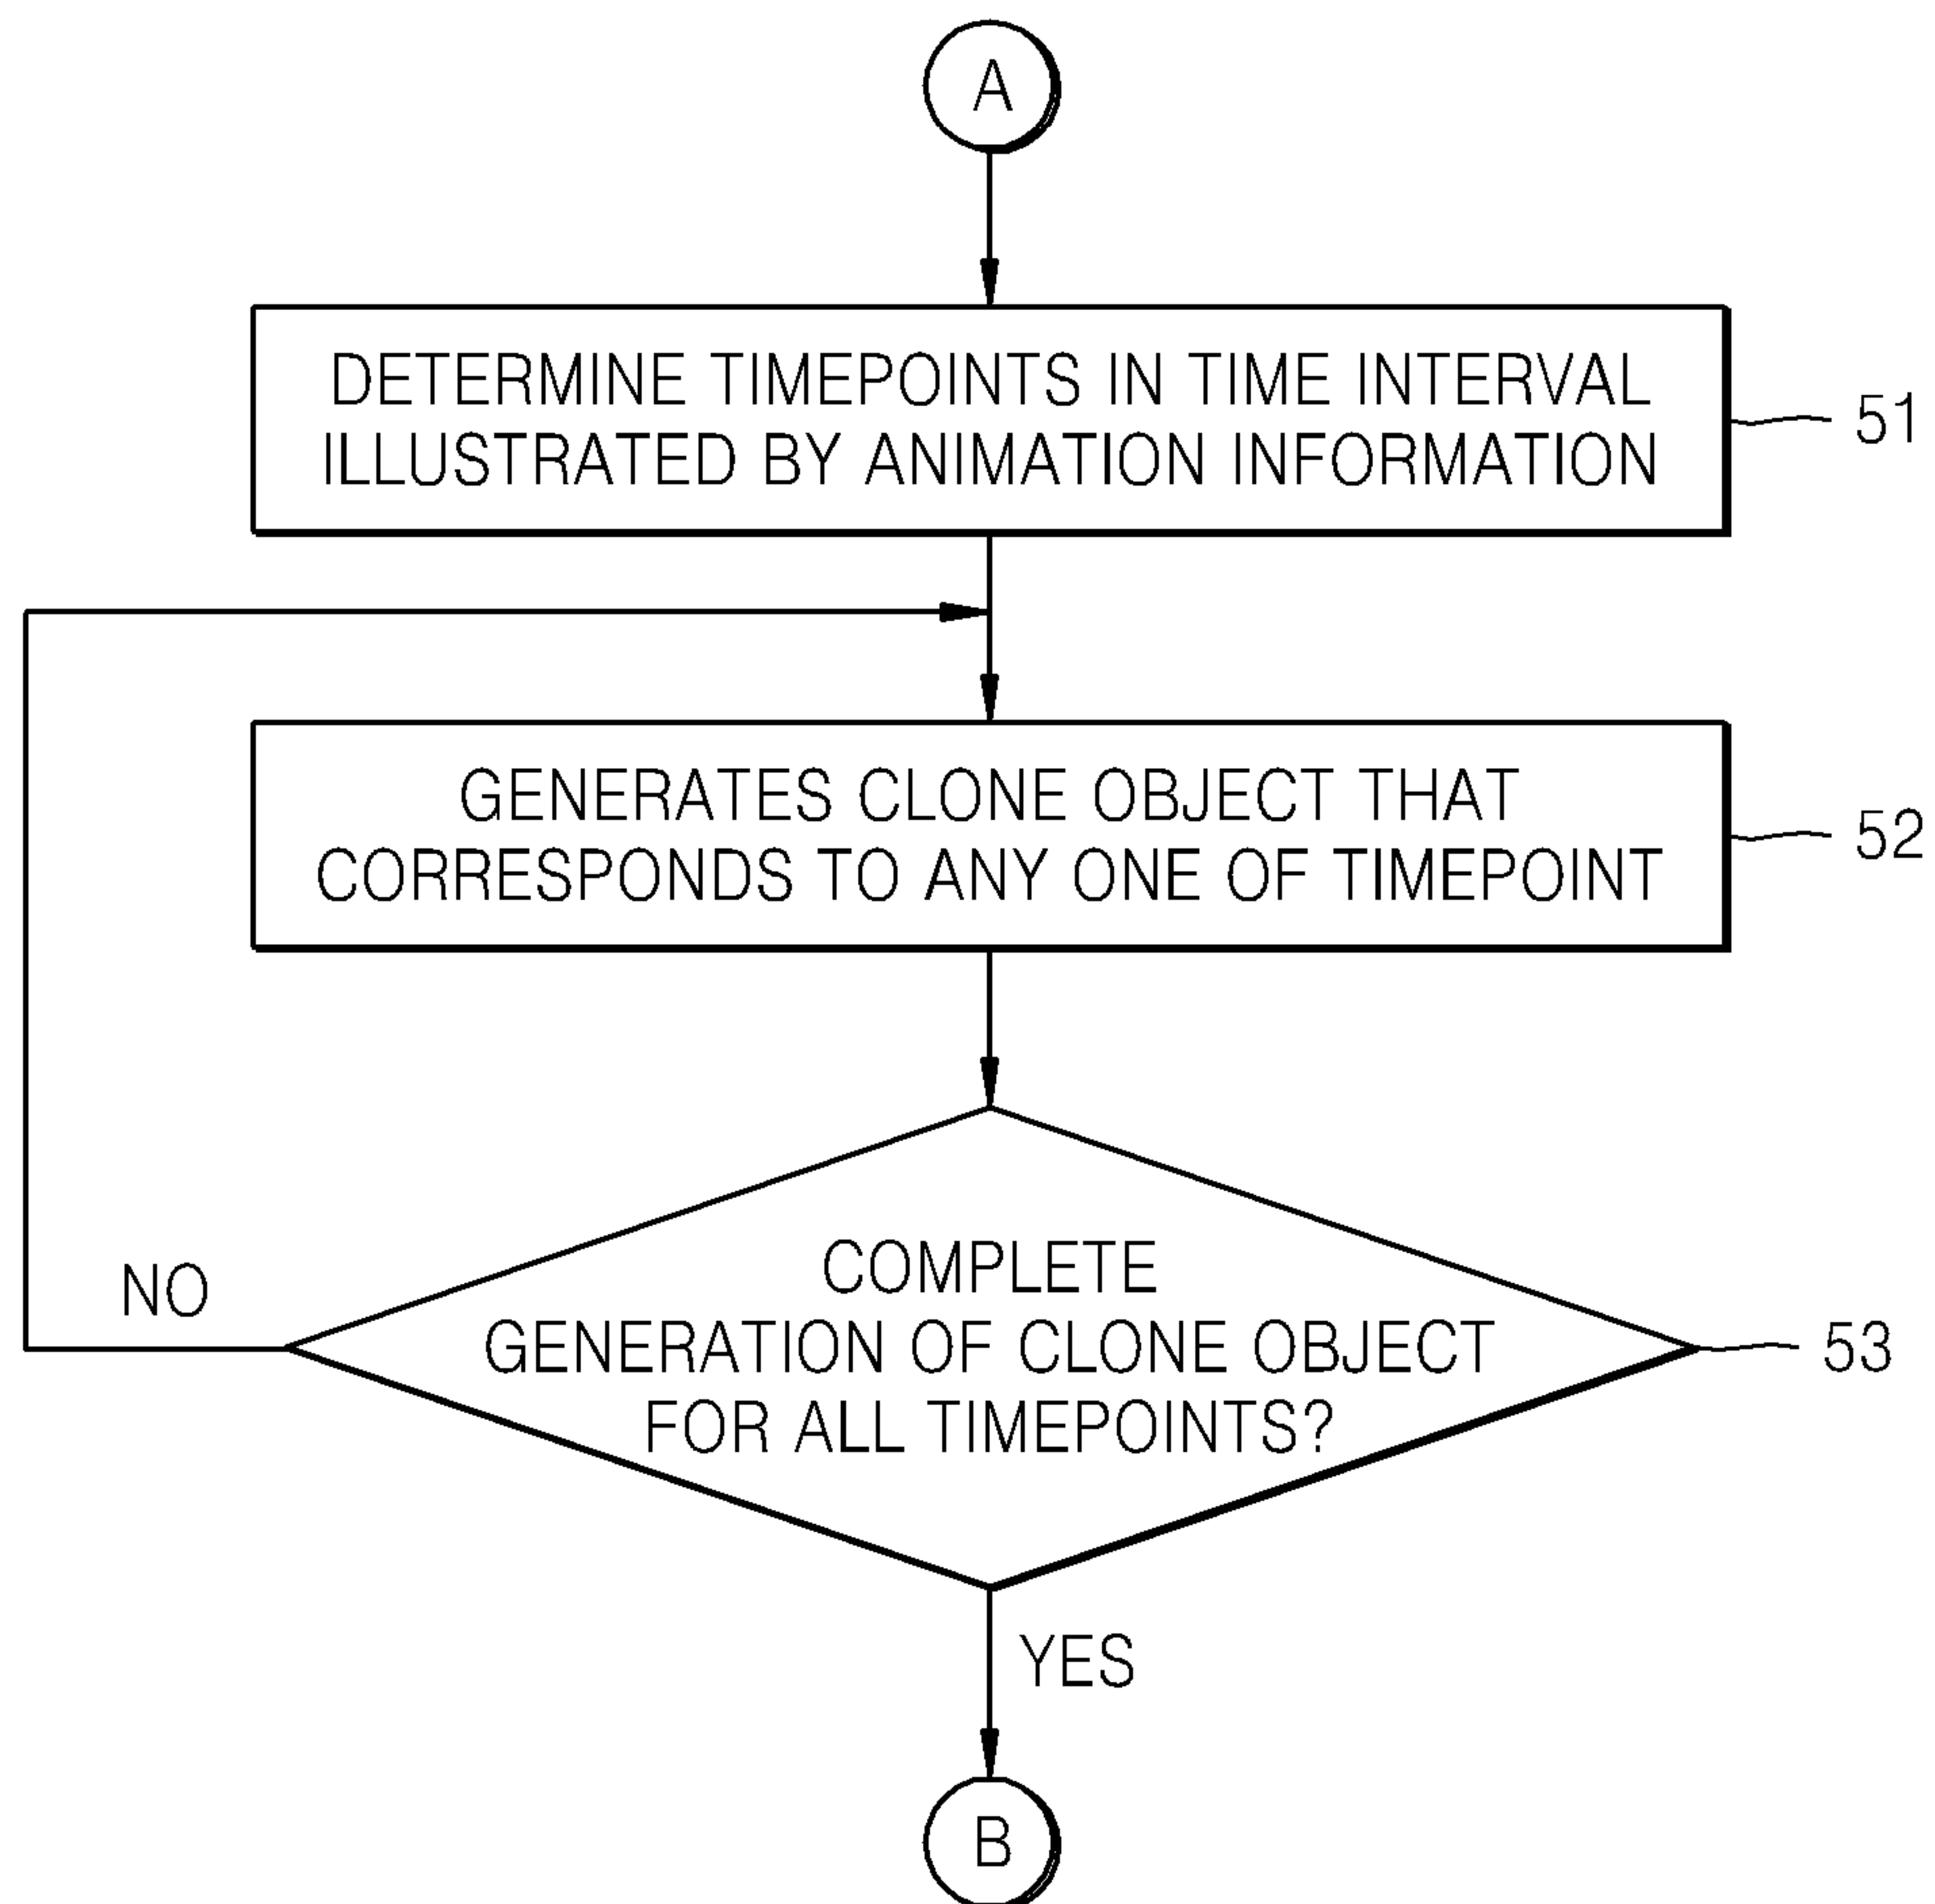 A
DETERMINE TIMEPOINTS IN TIME INTERVAL
ILLUSTRATED BY ANIMATION INFORMATION
51
GENERATES CLONE OBJECT THAT
CORRESPONDS TO ANY ONE OF TIMEPOINT
52
COMPLETE
GENERATION OF CLONE OBJECT
FOR ALL TIMEPOINTS?
53
NO
YES
B